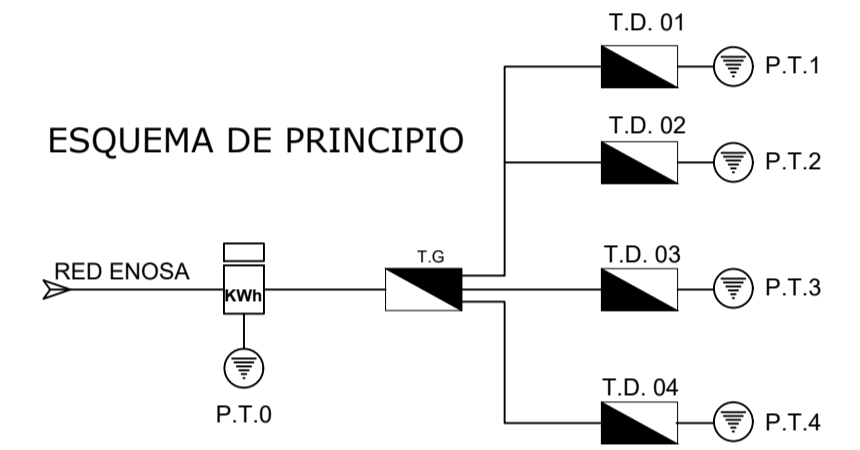 T.D. 01
P.T.1
T.D. 02
P.T.2
ESQUEMA DE PRINCIPIO
RED ENOSA
KWh
P.T.0
T.G
T.D. 03
P.T.3
T.D. 04
P.T.4